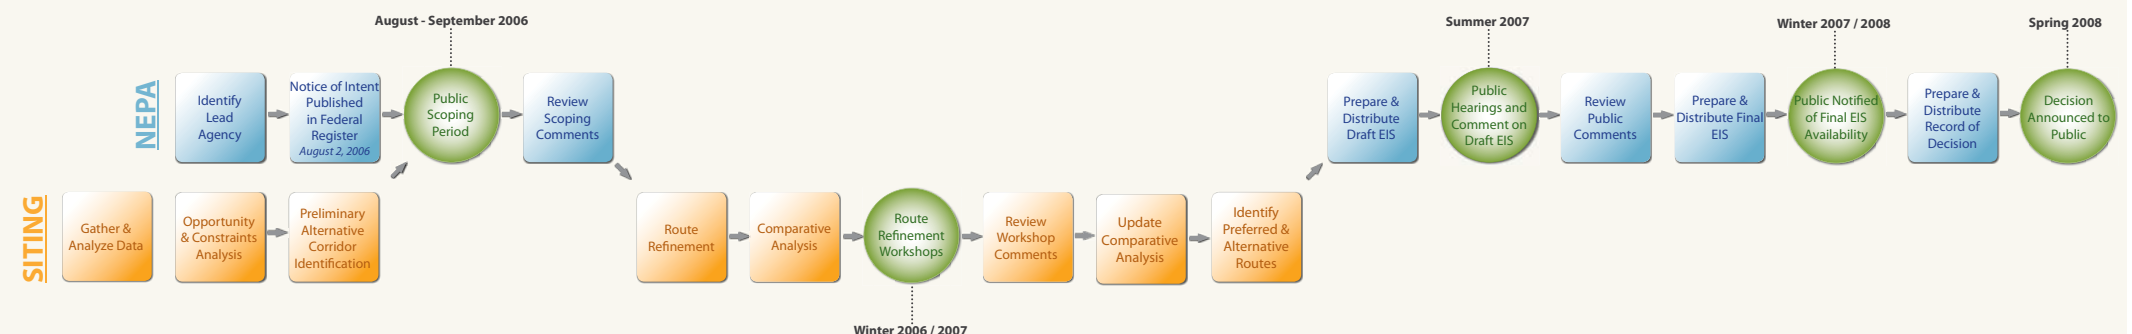 August - September 2006
Summer 2007
Winter 2007 / 2008
Spring 2008
NEPA
Identify
Lead
Agency
Notice of Intent
Published
in Federal
Register
August 2, 2006
Public
Scoping
Period
Review
Scoping
Comments
Prepare &
Distribute
Draft EIS
Public
Hearings and
Comment on
Draft EIS
Review
Public
Comments
Prepare &
Distribute Final
EIS
Public Notified
of Final EIS
Availability
Prepare &
Distribute
Record of
Decision
Decision
Announced to
Public
SITING
Gather &
Analyze Data
Opportunity
& Constraints
Analysis
Preliminary
Alternative
Corridor
Identification
Route
Refinement
Comparative
Analysis
Route
Refinement
Workshops
Review
Workshop
Comments
Update
Comparative
Analysis
Identify
Preferred &
Alternative
Routes
Winter 2006 / 2007